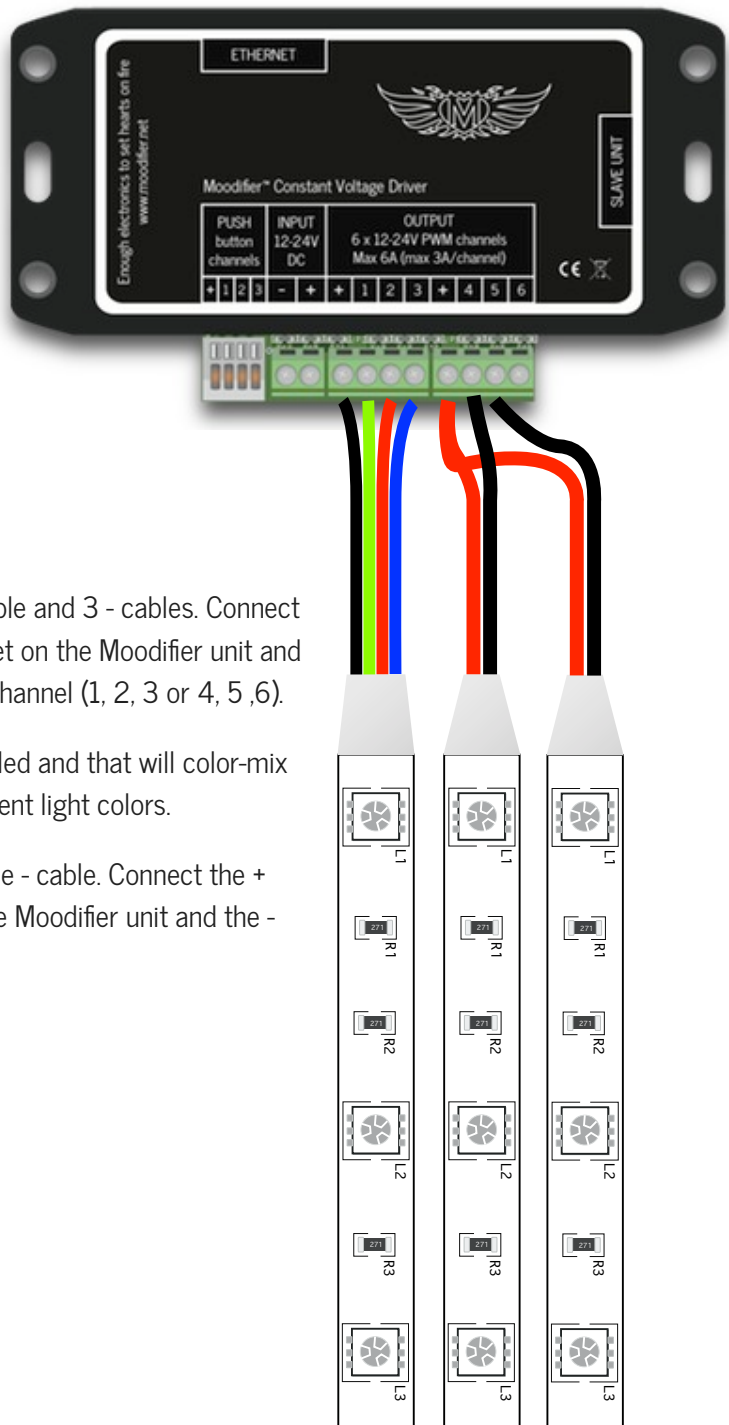 ETHERNET
Enough electronics to set hearts on fire
www.moodifier.net
M
SLAVE UNIT
Moodifier™ Constant Voltage Driver
PUSH
button
channels
INPUT
12-24V
DC
OUTPUT
6 x 12-24V PWM channels
Max 6A (max 3A/channel)
CE
+ 1 2 3 - + + 1 2 3 + 4 5 6
ble and 3 - cables. Connect
et on the Moodifier unit and
hannel (1, 2, 3 or 4, 5 ,6).
led and that will color-mix
ent light colors.
e - cable. Connect the +
e Moodifier unit and the -
L1 L1 L1
271 271 271
R1 R1 R1
271 271 271
R2 R2 R2
L2 L2 L2
271 271 271
R3 R3 R3
L3 L3 L3